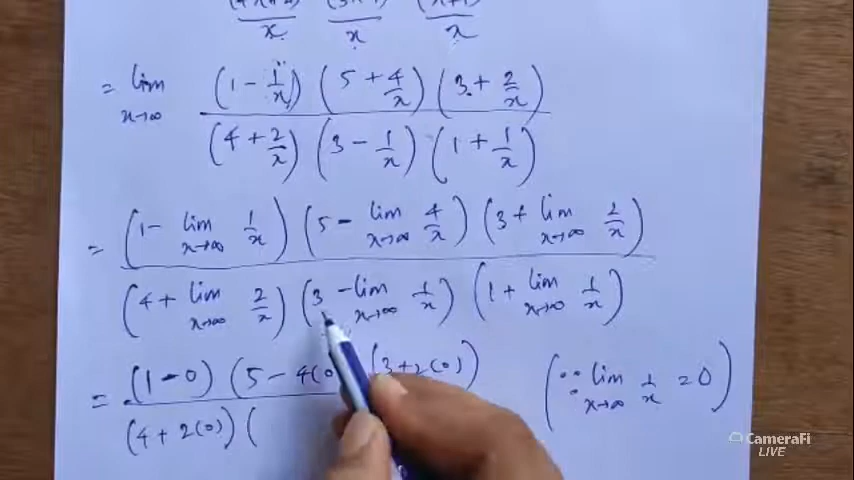 x x x
= lim x→∞ (1 - 1/x) (5 + 4/x) (3 + 2/x)
(4 + 2/x) (3 - 1/x) (1 + 1/x)
= (1 - lim x→∞ 1/x) (5 - lim x→∞ 4/x) (3 + lim x→∞ 2/x)
(4 + lim x→∞ 2/x) (3 - lim x→∞ 1/x) (1 + lim x→∞ 1/x)
= (1 - 0) (5 - 4(0 (3 + 2(0)) (∵ lim x→∞ 1/x = 0)
(4 + 2(0)) (
CameraFi
LIVE